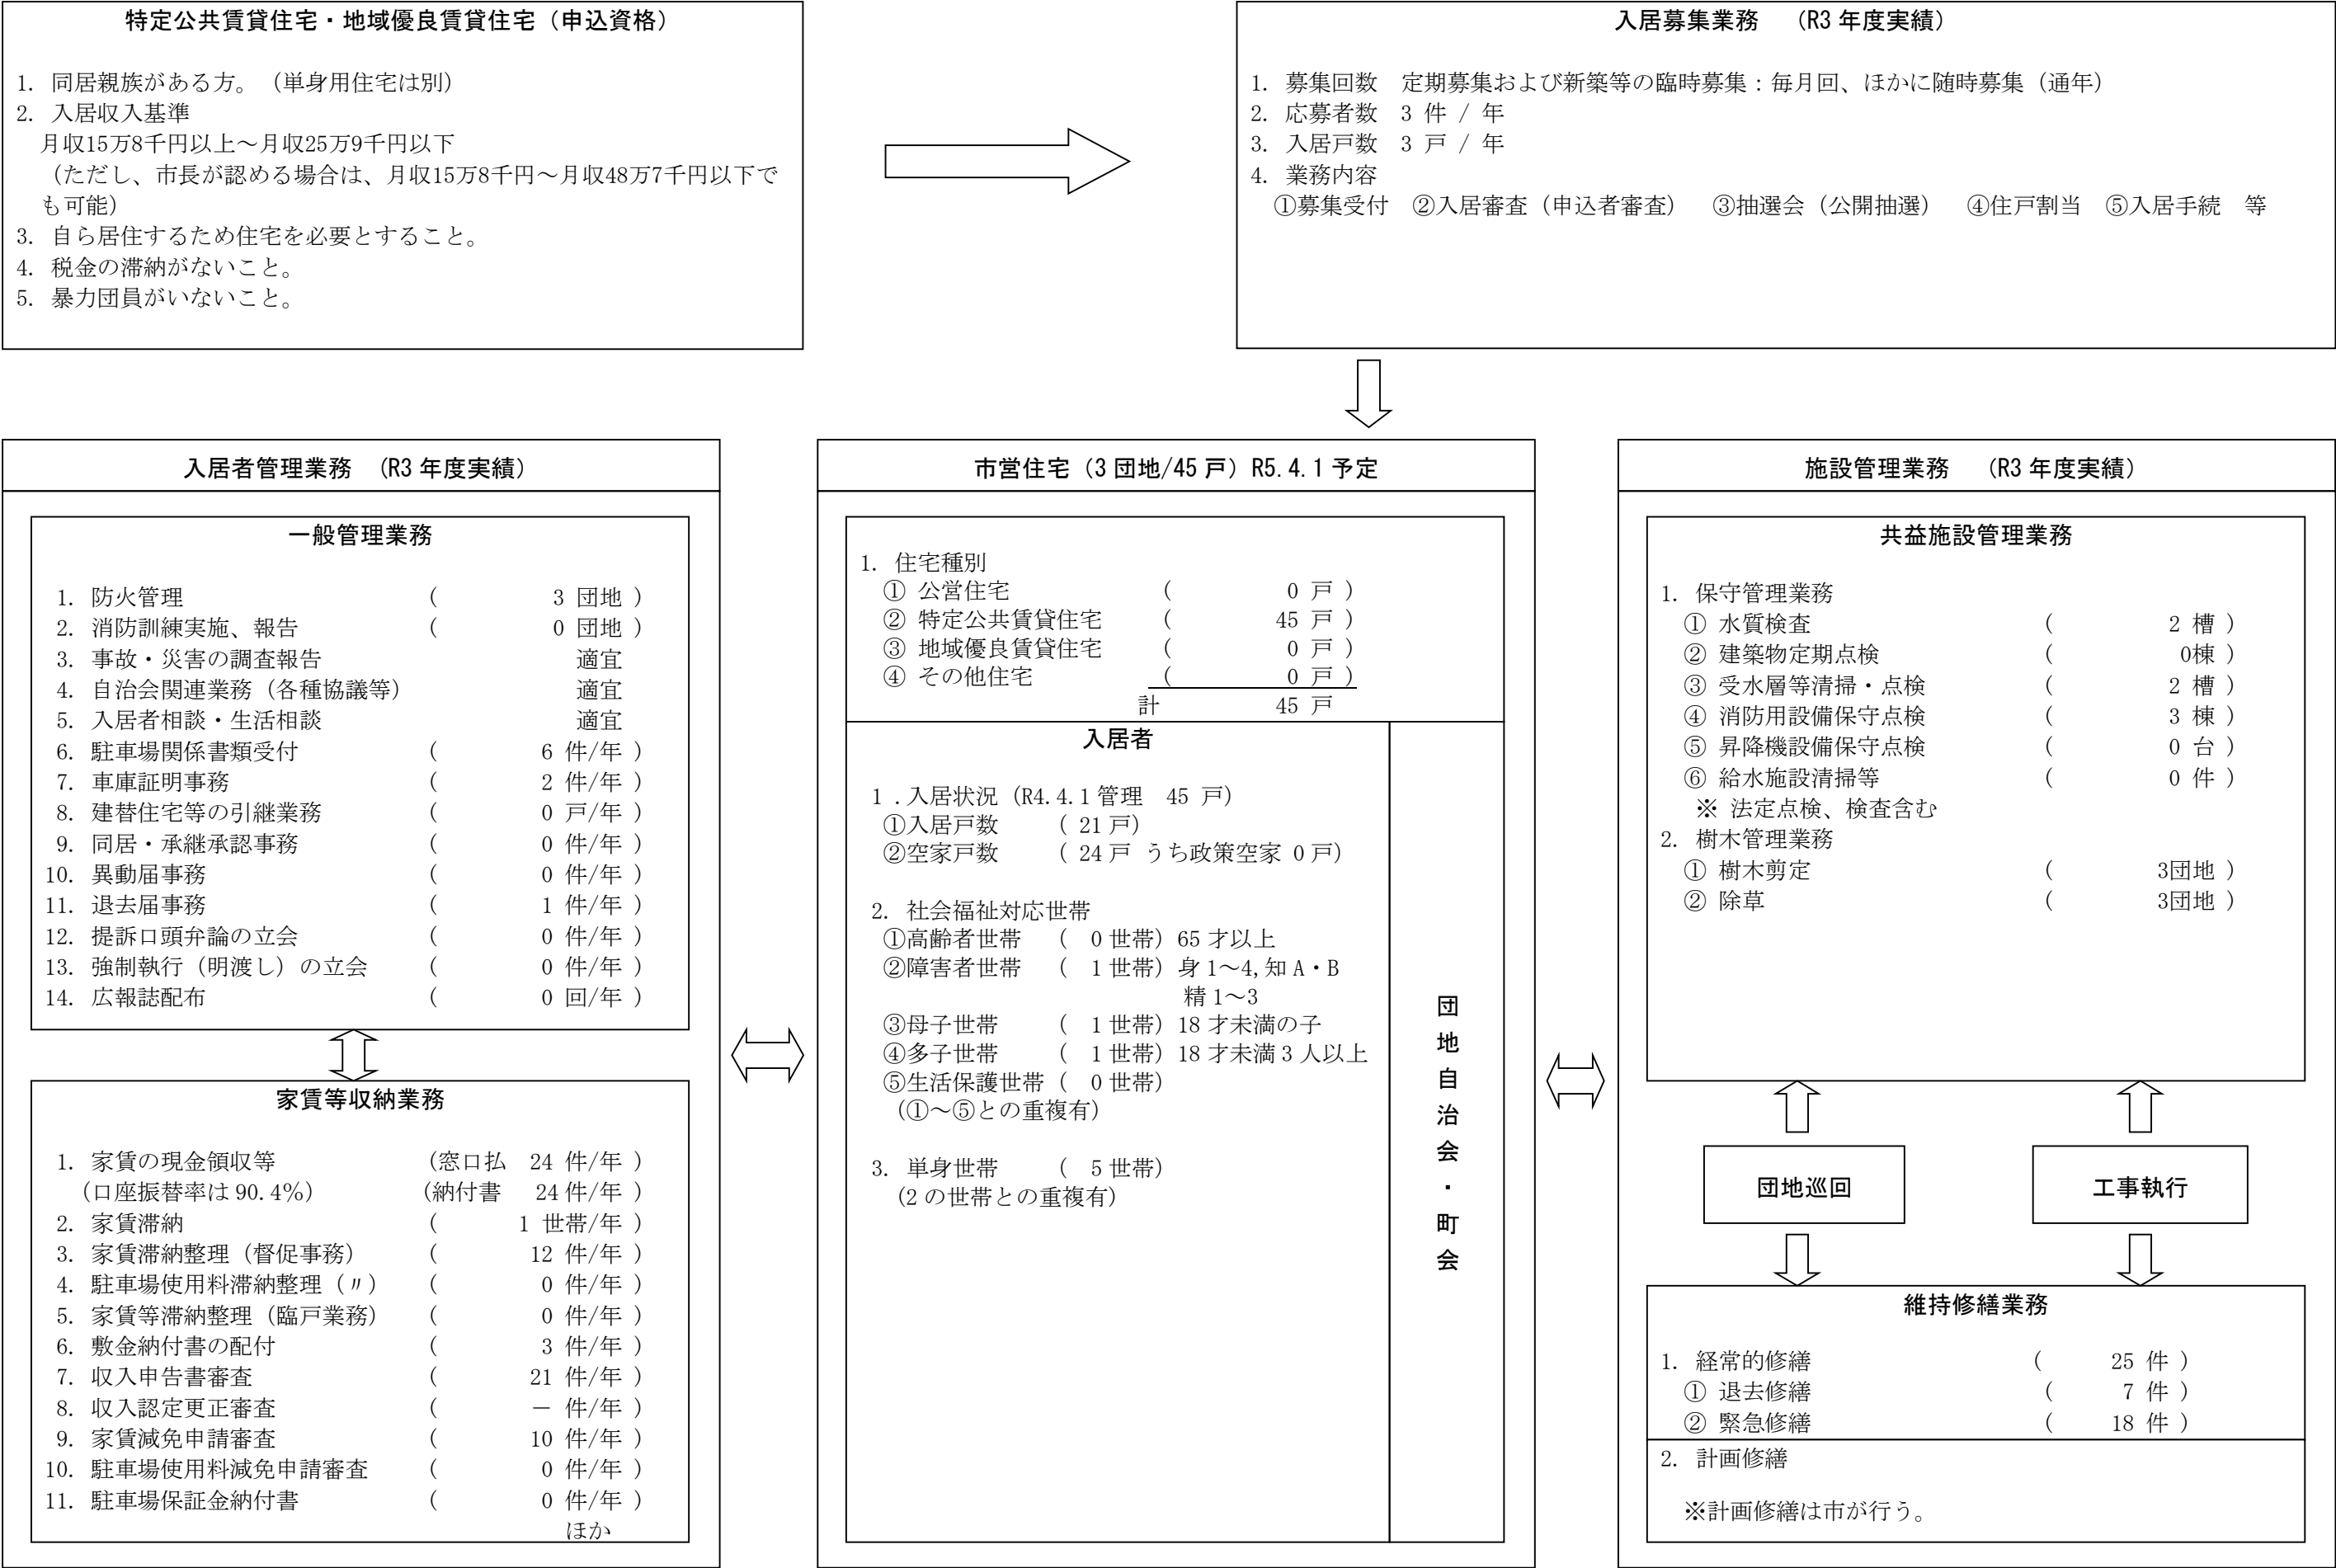 特定公共賃貸住宅・地域優良賃貸住宅（申込資格）
1. 同居親族がある方。（単身用住宅は別）
2. 入居収入基準
月収15万8千円以上～月収25万9千円以下
（ただし、市長が認める場合は、月収15万8千円～月収48万7千円以下で
も可能）
3. 自ら居住するため住宅を必要とすること。
4. 税金の滞納がないこと。
5. 暴力団員がいないこと。
入居募集業務　（R3 年度実績）
1. 募集回数　定期募集および新築等の臨時募集：毎月回、ほかに随時募集（通年）
2. 応募者数　3 件 / 年
3. 入居戸数　3 戸 / 年
4. 業務内容
①募集受付　②入居審査（申込者審査）　③抽選会（公開抽選）　④住戸割当　⑤入居手続　等
入居者管理業務　（R3 年度実績）
一般管理業務
1. 防火管理　（　3 団地 ）
2. 消防訓練実施、報告　（　0 団地 ）
3. 事故・災害の調査報告　適宜
4. 自治会関連業務（各種協議等）　適宜
5. 入居者相談・生活相談　適宜
6. 駐車場関係書類受付　（　6 件/年 ）
7. 車庫証明事務　（　2 件/年 ）
8. 建替住宅等の引継業務　（　0 戸/年 ）
9. 同居・承継承認事務　（　0 件/年 ）
10. 異動届事務　（　0 件/年 ）
11. 退去届事務　（　1 件/年 ）
12. 提訴口頭弁論の立会　（　0 件/年 ）
13. 強制執行（明渡し）の立会　（　0 件/年 ）
14. 広報誌配布　（　0 回/年 ）
家賃等収納業務
1. 家賃の現金領収等　（窓口払　24 件/年 ）
（口座振替率は 90.4%）　（納付書　24 件/年 ）
2. 家賃滞納　（　1 世帯/年 ）
3. 家賃滞納整理（督促事務）　（　12 件/年 ）
4. 駐車場使用料滞納整理（〃）　（　0 件/年 ）
5. 家賃等滞納整理（臨戸業務）　（　0 件/年 ）
6. 敷金納付書の配付　（　3 件/年 ）
7. 収入申告書審査　（　21 件/年 ）
8. 収入認定更正審査　（　－ 件/年 ）
9. 家賃減免申請審査　（　10 件/年 ）
10. 駐車場使用料減免申請審査　（　0 件/年 ）
11. 駐車場保証金納付書　（　0 件/年 ）
ほか
市営住宅（3 団地/45 戸）R5.4.1 予定
1. 住宅種別
① 公営住宅　（　0 戸 ）
② 特定公共賃貸住宅　（　45 戸 ）
③ 地域優良賃貸住宅　（　0 戸 ）
④ その他住宅　（　0 戸 ）
計　45 戸
入居者
1 .入居状況（R4.4.1 管理　45 戸）
①入居戸数　（ 21 戸）
②空家戸数　（ 24 戸 うち政策空家 0 戸）
2. 社会福祉対応世帯
①高齢者世帯　（　0 世帯）65 才以上
②障害者世帯　（　1 世帯）身 1～4,知 A・B
精 1～3
③母子世帯　（　1 世帯）18 才未満の子
④多子世帯　（　1 世帯）18 才未満 3 人以上
⑤生活保護世帯（　0 世帯）
（①～⑤との重複有）
3. 単身世帯　（　5 世帯）
（2 の世帯との重複有）
団地自治会・町会
施設管理業務　（R3 年度実績）
共益施設管理業務
1. 保守管理業務
① 水質検査　（　2 槽 ）
② 建築物定期点検　（　0棟 ）
③ 受水層等清掃・点検　（　2 槽 ）
④ 消防用設備保守点検　（　3 棟 ）
⑤ 昇降機設備保守点検　（　0 台 ）
⑥ 給水施設清掃等　（　0 件 ）
※ 法定点検、検査含む
2. 樹木管理業務
① 樹木剪定　（　3団地 ）
② 除草　（　3団地 ）
団地巡回
工事執行
維持修繕業務
1. 経常的修繕　（　25 件 ）
① 退去修繕　（　7 件 ）
② 緊急修繕　（　18 件 ）
2. 計画修繕
※計画修繕は市が行う。